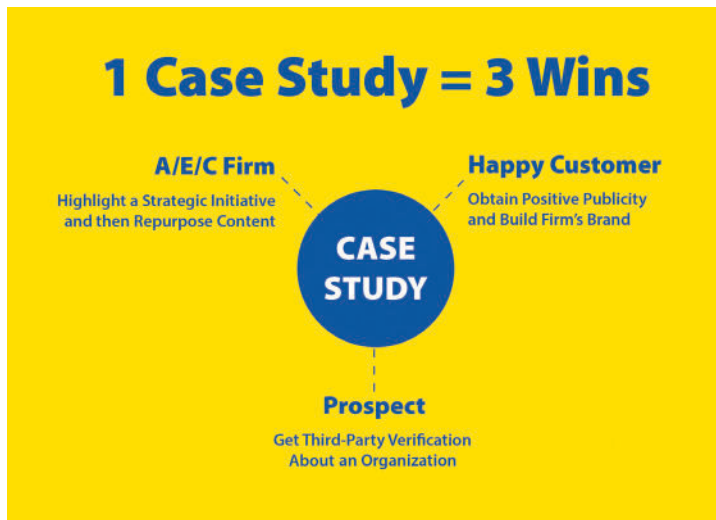 1 Case Study = 3 Wins
A/E/C Firm
Highlight a Strategic Initiative
and then Repurpose Content
Happy Customer
Obtain Positive Publicity
and Build Firm's Brand
CASE
STUDY
Prospect
Get Third-Party Verification
About an Organization